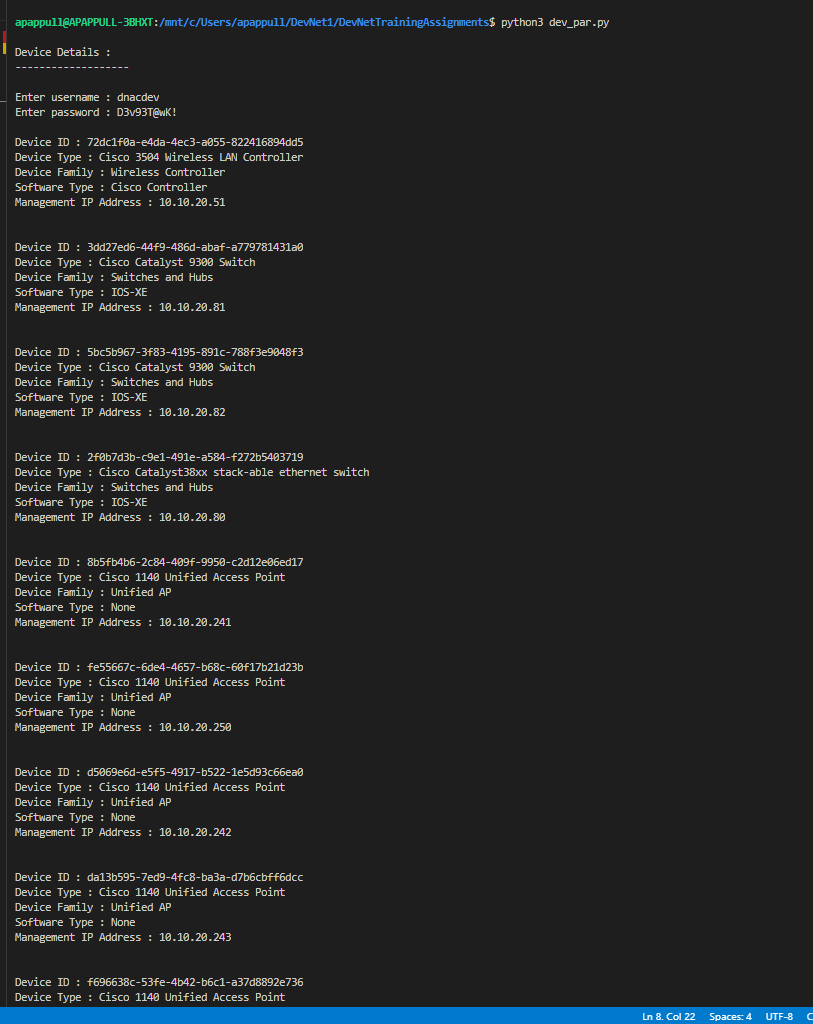 apappull@APAPPULL-3BHXT:/mnt/c/Users/apappull/DevNet1/DevNetTrainingAssignments$ python3 dev_par.py
Device Details :
-------------------
Enter username : dnacdev
Enter password : D3v93T@wK!
Device ID : 72dc1f0a-e4da-4ec3-a055-822416894dd5
Device Type : Cisco 3504 Wireless LAN Controller
Device Family : Wireless Controller
Software Type : Cisco Controller
Management IP Address : 10.10.20.51
Device ID : 3dd27ed6-44f9-486d-abaf-a779781431a0
Device Type : Cisco Catalyst 9300 Switch
Device Family : Switches and Hubs
Software Type : IOS-XE
Management IP Address : 10.10.20.81
Device ID : 5bc5b967-3f83-4195-891c-788f3e9048f3
Device Type : Cisco Catalyst 9300 Switch
Device Family : Switches and Hubs
Software Type : IOS-XE
Management IP Address : 10.10.20.82
Device ID : 2f0b7d3b-c9e1-491e-a584-f272b5403719
Device Type : Cisco Catalyst38xx stack-able ethernet switch
Device Family : Switches and Hubs
Software Type : IOS-XE
Management IP Address : 10.10.20.80
Device ID : 8b5fb4b6-2c84-409f-9950-c2d12e06ed17
Device Type : Cisco 1140 Unified Access Point
Device Family : Unified AP
Software Type : None
Management IP Address : 10.10.20.241
Device ID : fe55667c-6de4-4657-b68c-60f17b21d23b
Device Type : Cisco 1140 Unified Access Point
Device Family : Unified AP
Software Type : None
Management IP Address : 10.10.20.250
Device ID : d5069e6d-e5f5-4917-b522-1e5d93c66ea0
Device Type : Cisco 1140 Unified Access Point
Device Family : Unified AP
Software Type : None
Management IP Address : 10.10.20.242
Device ID : da13b595-7ed9-4fc8-ba3a-d7b6cbff6dcc
Device Type : Cisco 1140 Unified Access Point
Device Family : Unified AP
Software Type : None
Management IP Address : 10.10.20.243
Device ID : f696638c-53fe-4b42-b6c1-a37d8892e736
Device Type : Cisco 1140 Unified Access Point
Ln 8, Col 22 Spaces: 4 UTF-8